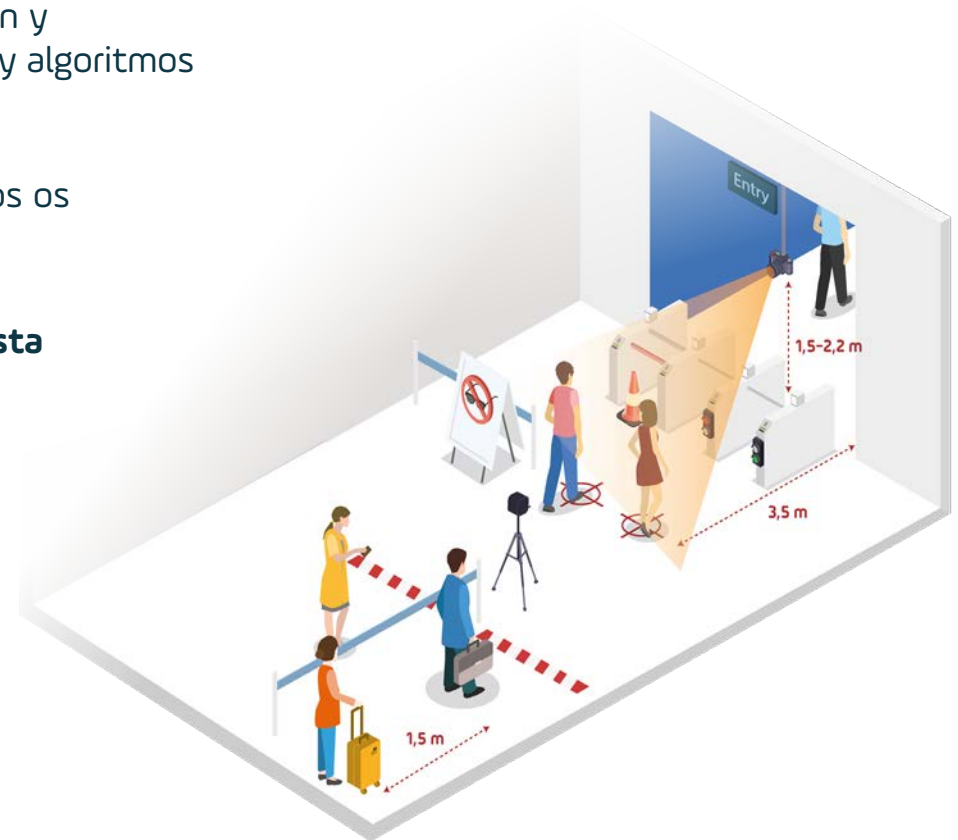 n y
y algoritmos
os os
sta
Entry
1,5-2,2 m
3,5 m
1,5 m